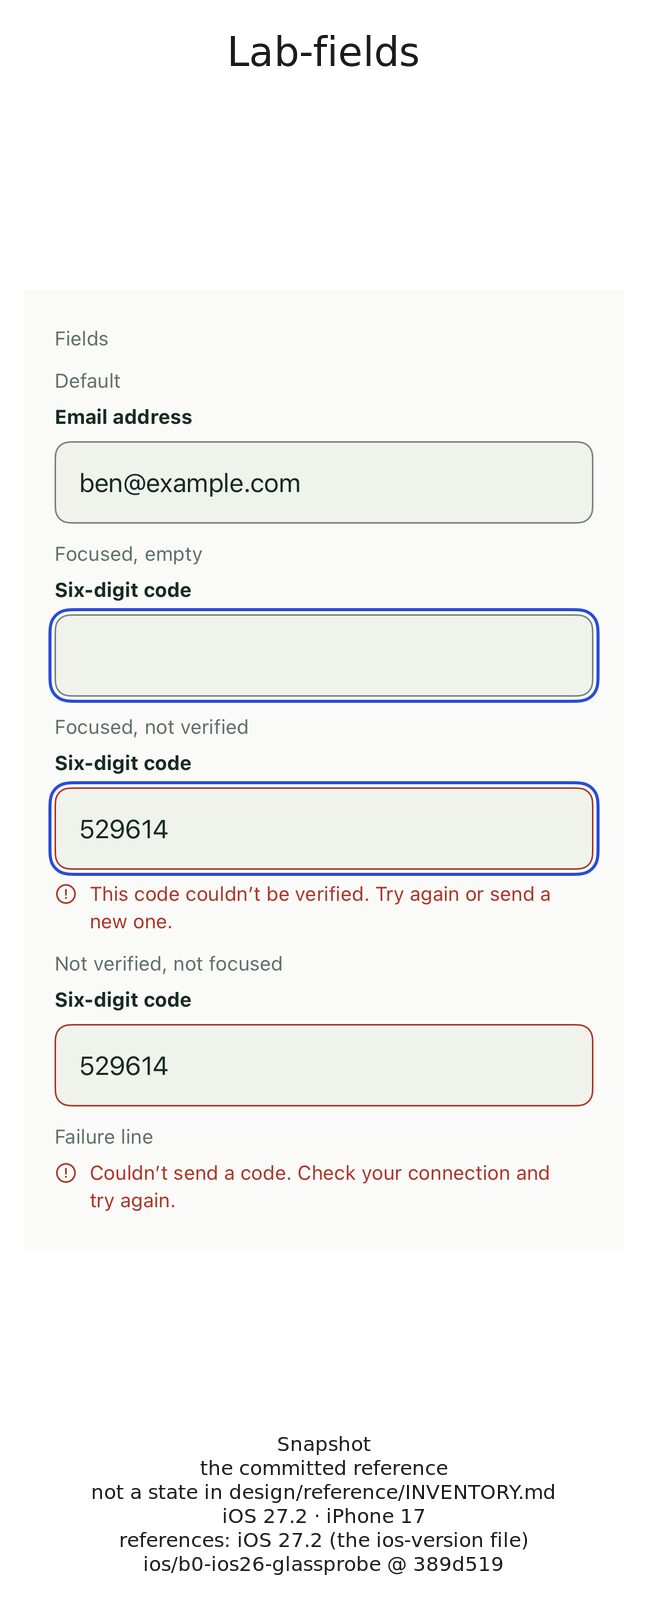 Lab-fields
Fields
Default
Email address
ben@example.com
Focused, empty
Six-digit code
Focused, not verified
Six-digit code
529614
This code couldn’t be verified. Try again or send a
new one.
Not verified, not focused
Six-digit code
529614
Failure line
Couldn’t send a code. Check your connection and
try again.
Snapshot
the committed reference
not a state in design/reference/INVENTORY.md
iOS 27.2 · iPhone 17
references: iOS 27.2 (the ios-version file)
ios/b0-ios26-glassprobe @ 389d519